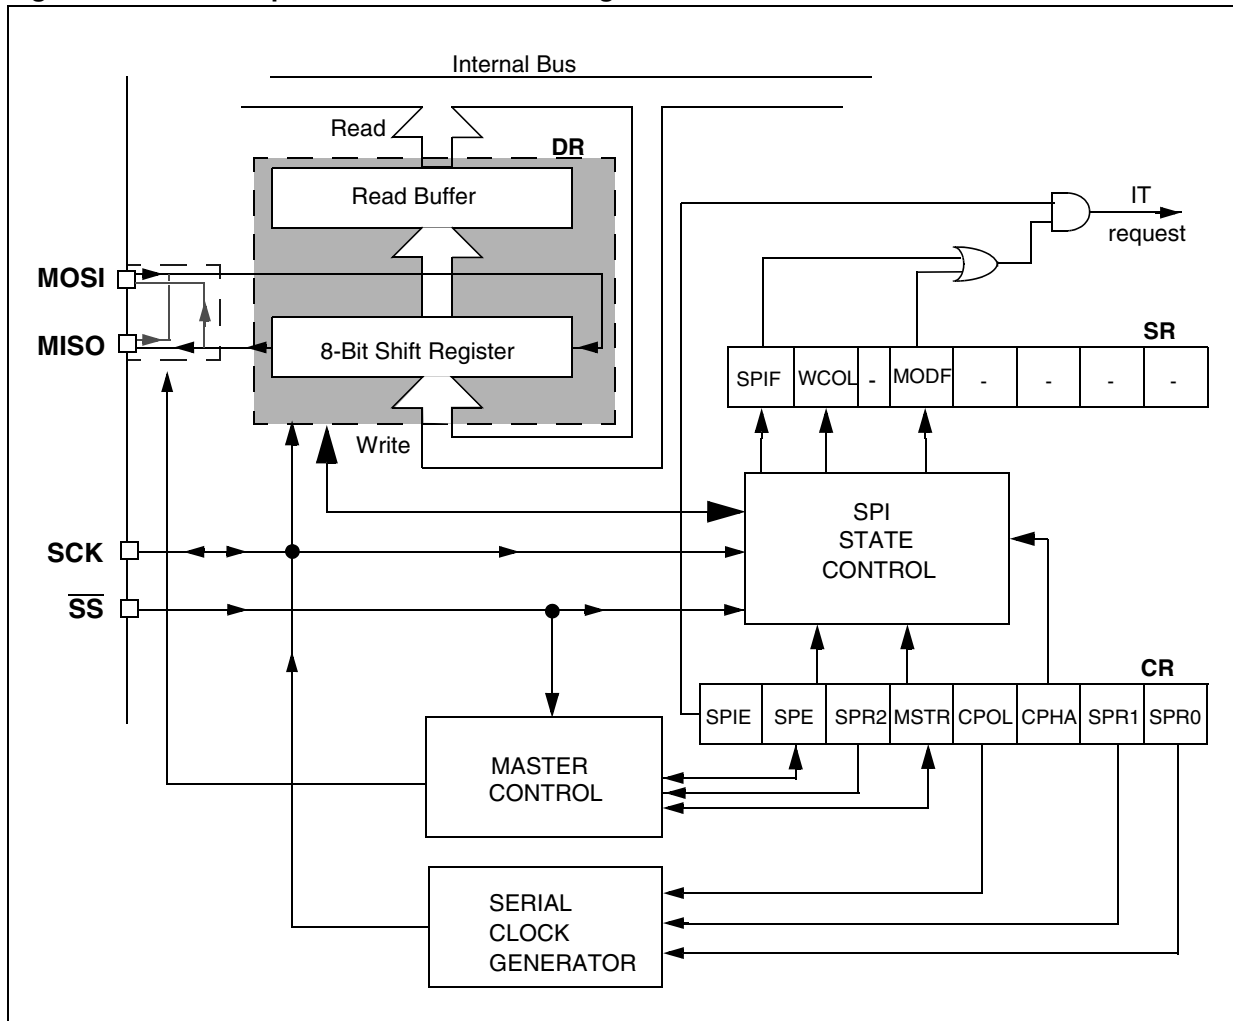 Internal Bus
Read
DR
Read Buffer
IT
request
MOSI
MISO
8-Bit Shift Register
SR
SPIF WCOL - MODF - - - -
Write
SPI
STATE
CONTROL
SCK
SS
CR
SPIE SPE SPR2 MSTR CPOL CPHA SPR1 SPR0
MASTER
CONTROL
SERIAL
CLOCK
GENERATOR